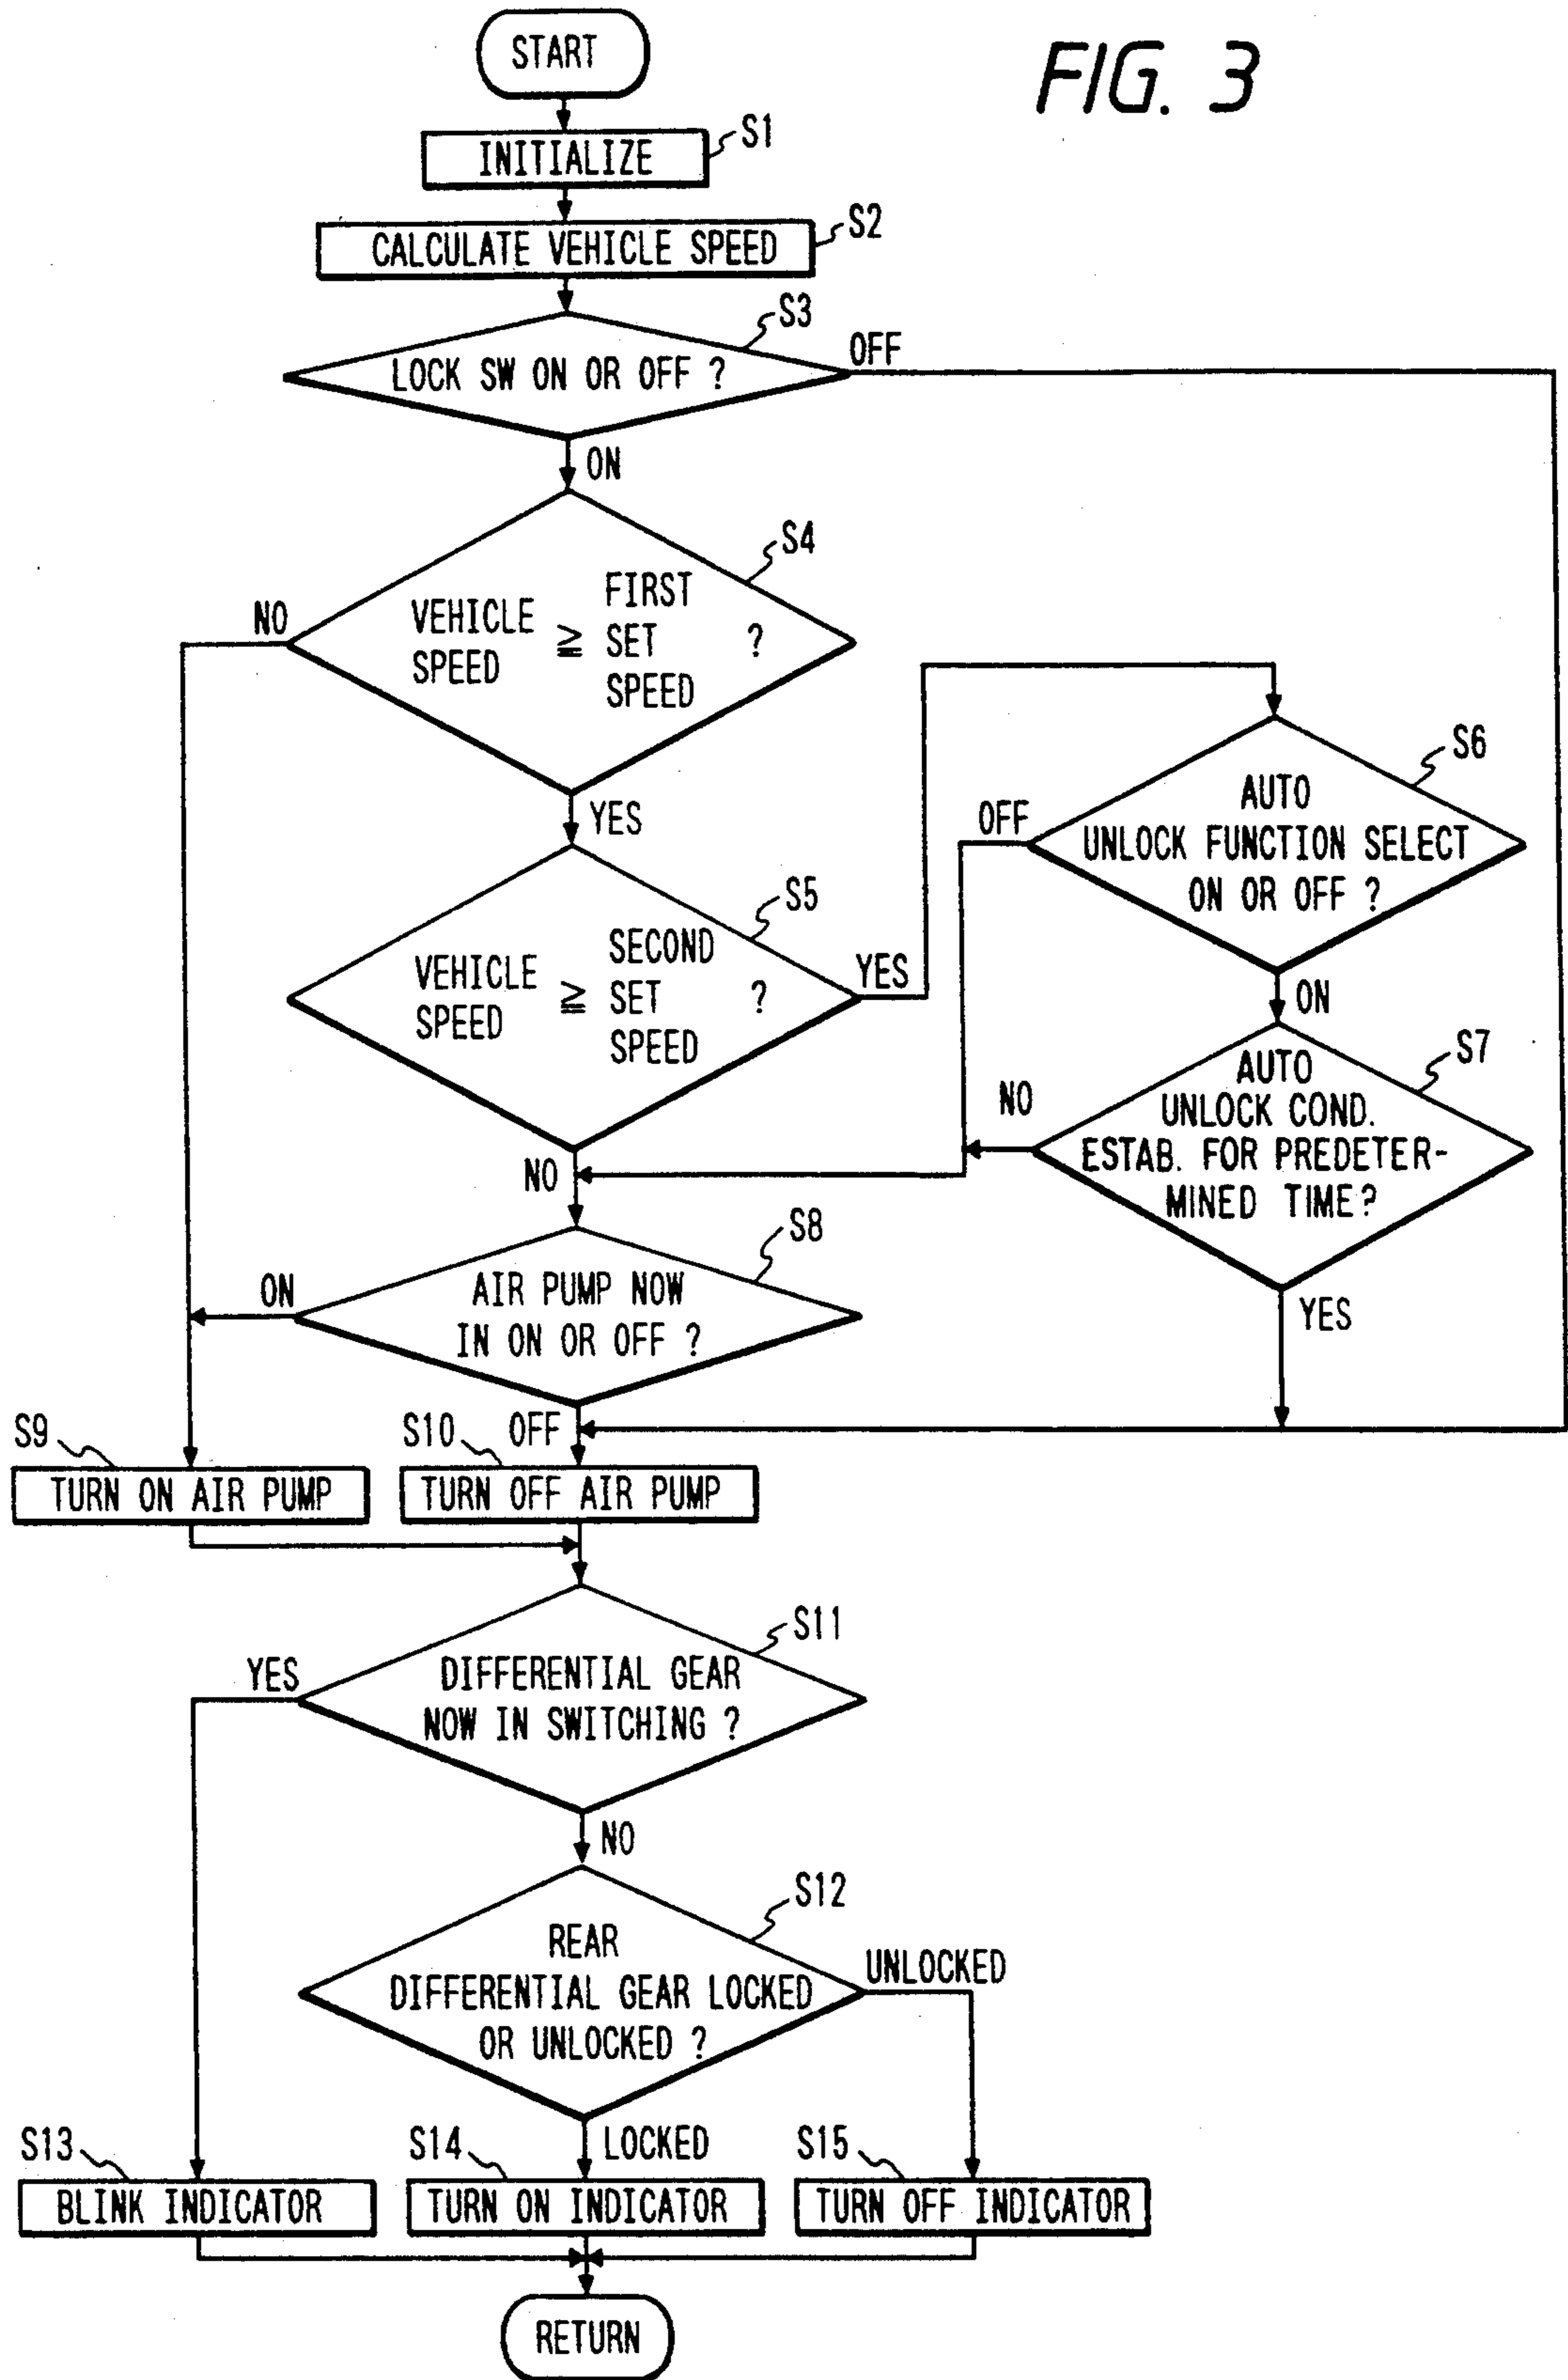 START
FIG. 3
INITIALIZE
S1
CALCULATE VEHICLE SPEED
S2
S3
LOCK SW ON OR OFF ?
OFF
ON
S4
NO
VEHICLE
SPEED
≧
FIRST
SET
SPEED
?
YES
S5
VEHICLE
SPEED
≧
SECOND
SET
SPEED
?
YES
NO
S6
AUTO
UNLOCK FUNCTION SELECT
ON OR OFF ?
OFF
ON
S7
AUTO
UNLOCK COND.
ESTAB. FOR PREDETER-
MINED TIME?
NO
YES
S8
AIR PUMP NOW
IN ON OR OFF ?
ON
OFF
S9
TURN ON AIR PUMP
S10
TURN OFF AIR PUMP
S11
DIFFERENTIAL GEAR
NOW IN SWITCHING ?
YES
NO
S12
REAR
DIFFERENTIAL GEAR LOCKED
OR UNLOCKED ?
UNLOCKED
LOCKED
S13
BLINK INDICATOR
S14
TURN ON INDICATOR
S15
TURN OFF INDICATOR
RETURN